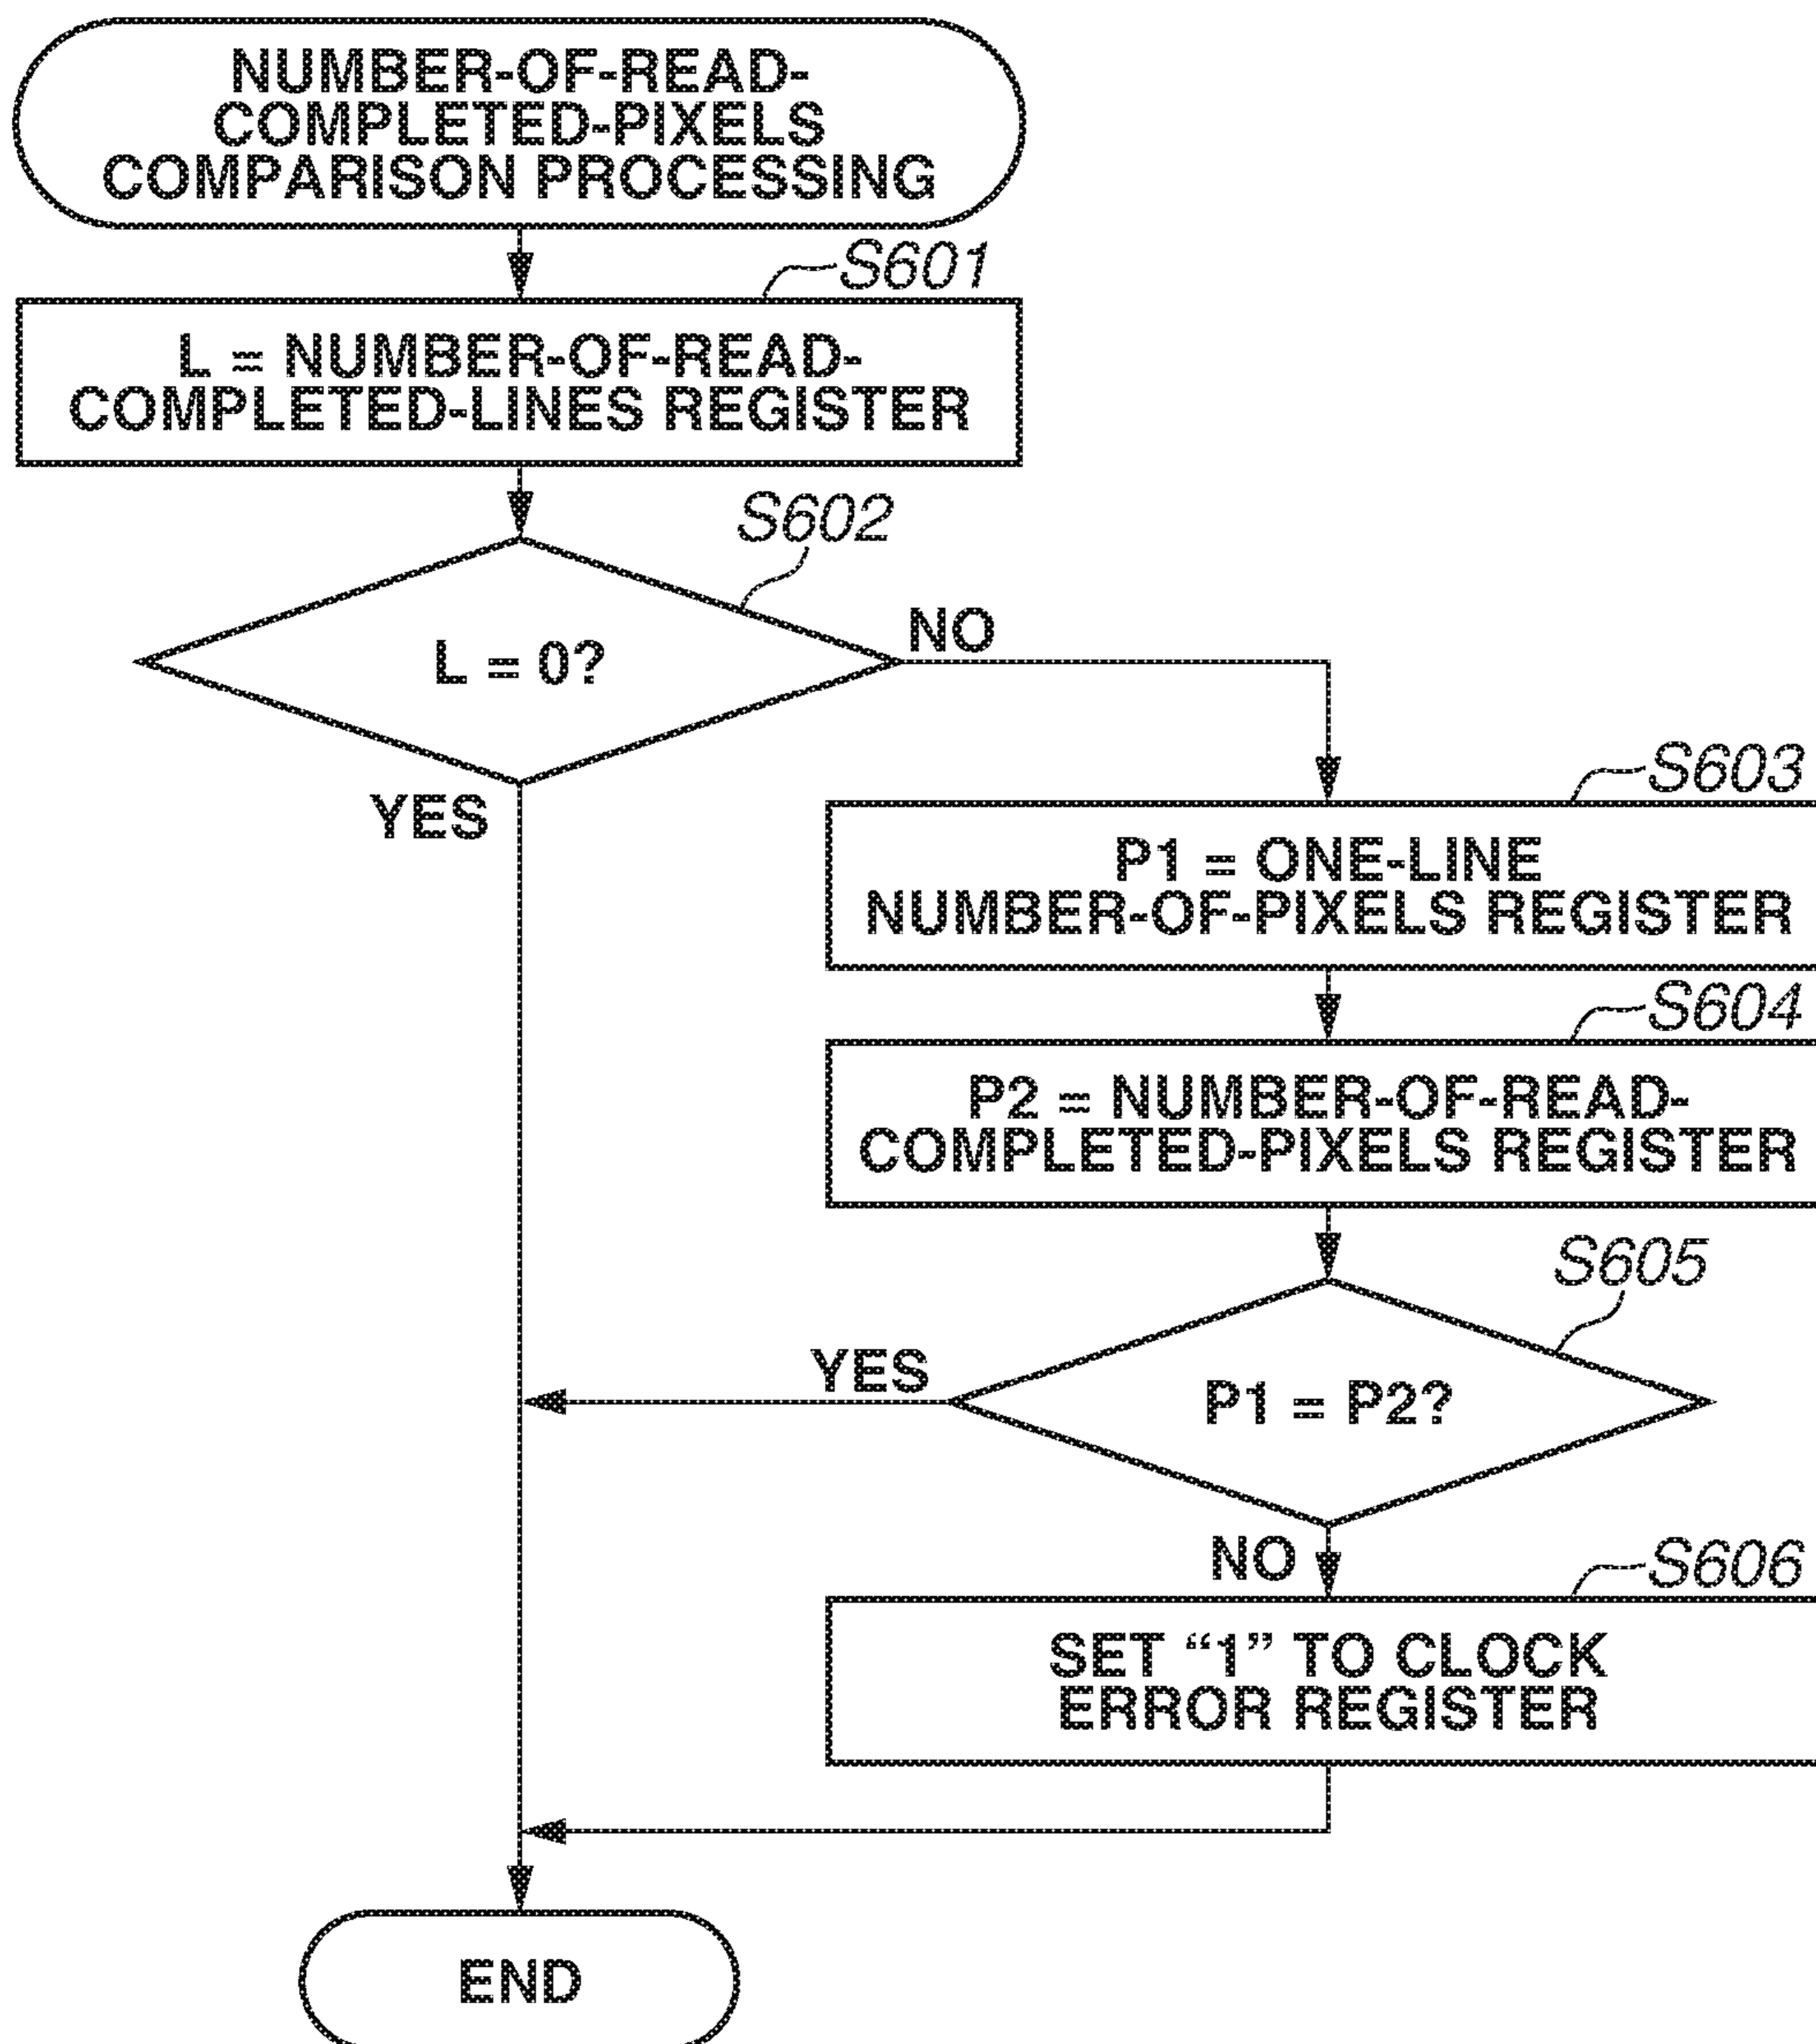 NUMBER-OF-READ-
COMPLETED-PIXELS
COMPARISON PROCESSING
S601
L = NUMBER-OF-READ-
COMPLETED-LINES REGISTER
S602
L = 0?
NO
YES
S603
P1 = ONE-LINE
NUMBER-OF-PIXELS REGISTER
S604
P2 = NUMBER-OF-READ-
COMPLETED-PIXELS REGISTER
S605
P1 = P2?
YES
NO
S606
SET “1” TO CLOCK
ERROR REGISTER
END